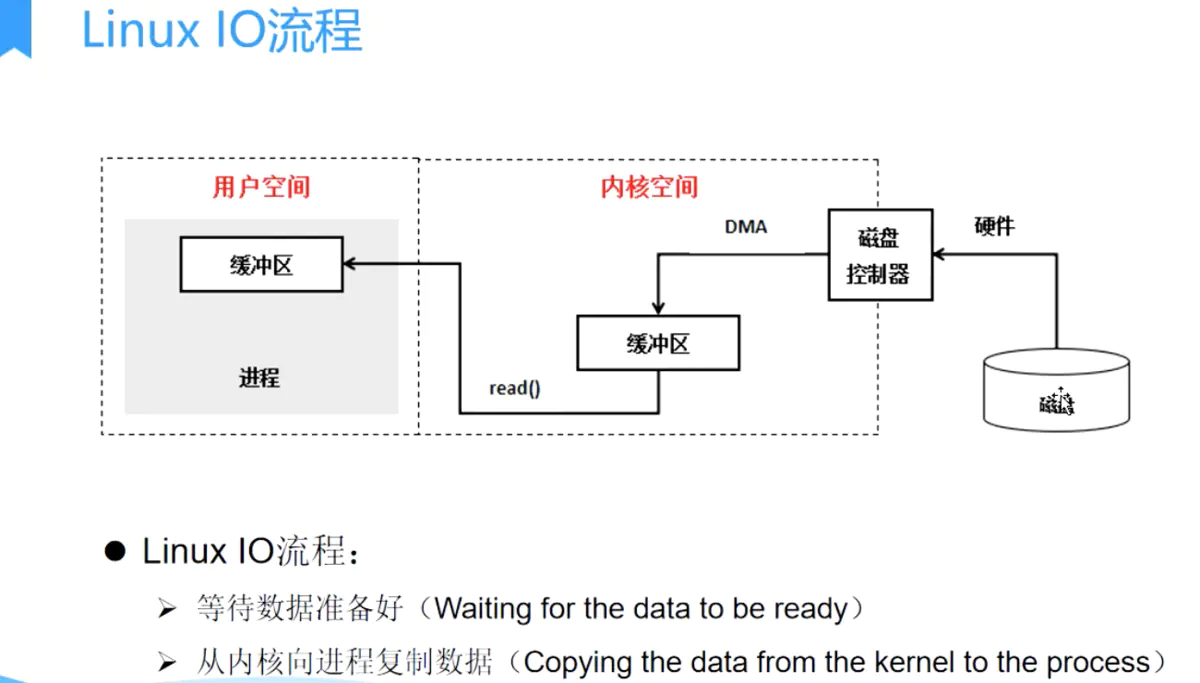 Linux IO流程
用户空间
内核空间
DMA
磁盘
控制器
硬件
缓冲区
缓冲区
进程
read()
● Linux IO流程：
➢ 等待数据准备好（Waiting for the data to be ready）
➢ 从内核向进程复制数据（Copying the data from the kernel to the process）